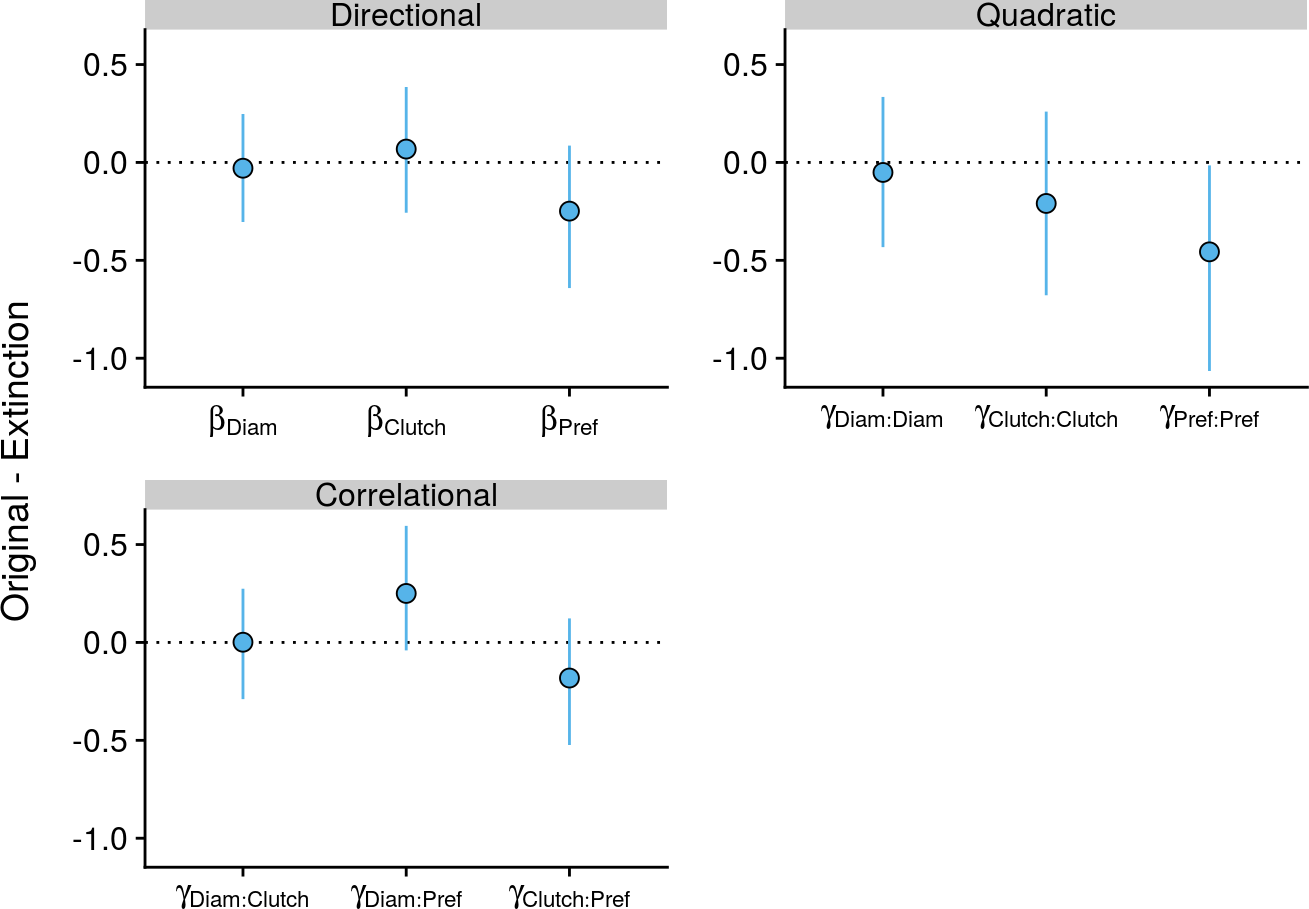 Directional
Quadratic
0.5
0.0
-0.5
-1.0
0.5
0.0
-0.5
-1.0
βDiam βClutch βPref
γDiam:Diam γClutch:Clutch γPref:Pref
Original - Extinction
Correlational
0.5
0.0
-0.5
-1.0
γDiam:Clutch γDiam:Pref γClutch:Pref